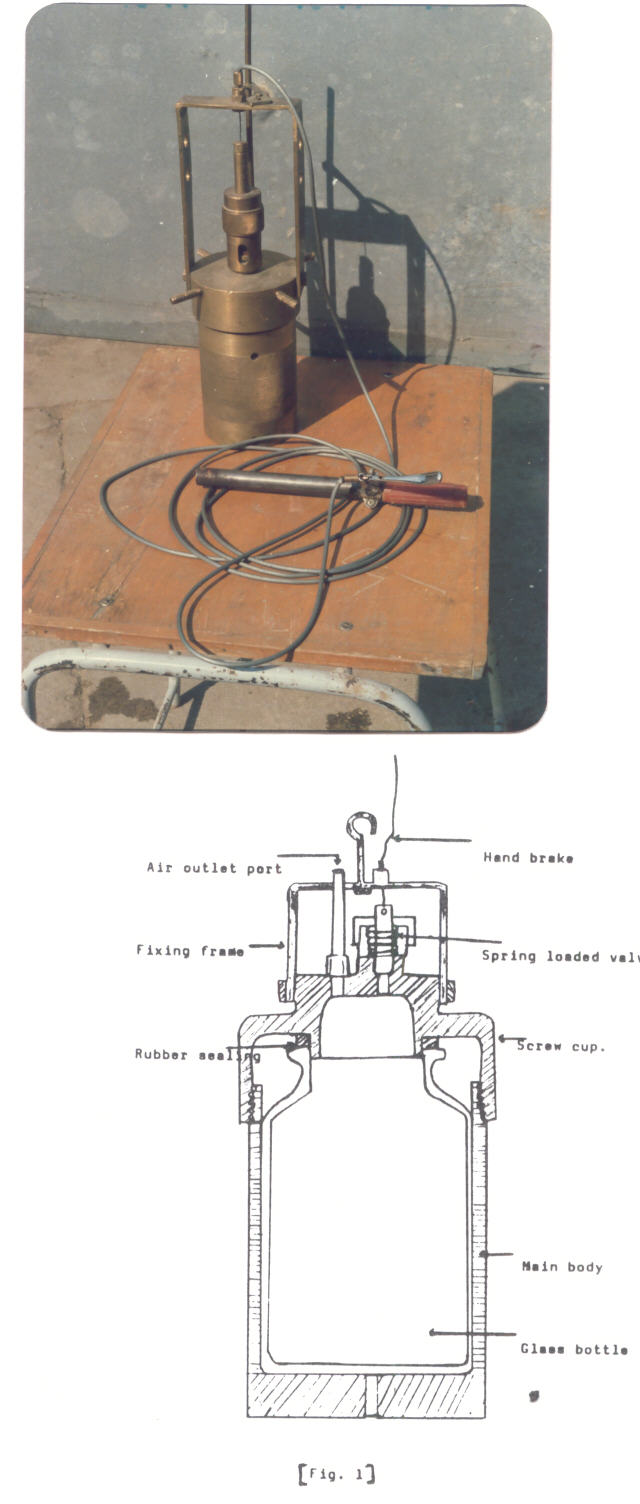 Hand brake
Air outlet port
Fixing frame
Spring loaded valv
Screw cup.
Rubber sealing
Main body
Glass bottle
[Fig. 1]